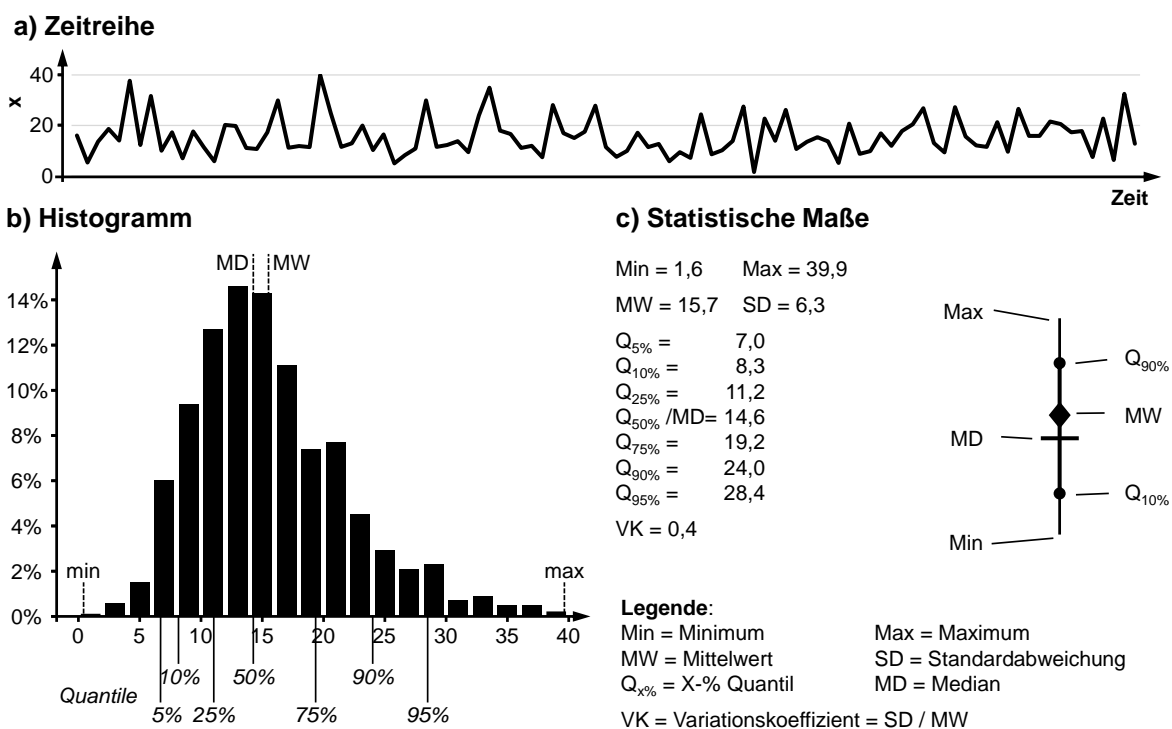 a) Zeitreihe
x
40
20
0
Zeit
b) Histogramm
MD MW
14%
12%
10%
8%
6%
4%
2%
0%
min max
0 5 10 15 20 25 30 35 40
Quantile
10% 50% 90%
5% 25% 75% 95%
c) Statistische Maße
Min = 1,6 Max = 39,9
MW = 15,7 SD = 6,3
Q5% = 7,0
Q10% = 8,3
Q25% = 11,2
Q50% /MD= 14,6
Q75% = 19,2
Q90% = 24,0
Q95% = 28,4
VK = 0,4
Max
Q90%
MW
MD
Q10%
Min
Legende:
Min = Minimum Max = Maximum
MW = Mittelwert SD = Standardabweichung
Qx% = X-% Quantil MD = Median
VK = Variationskoeffizient = SD / MW